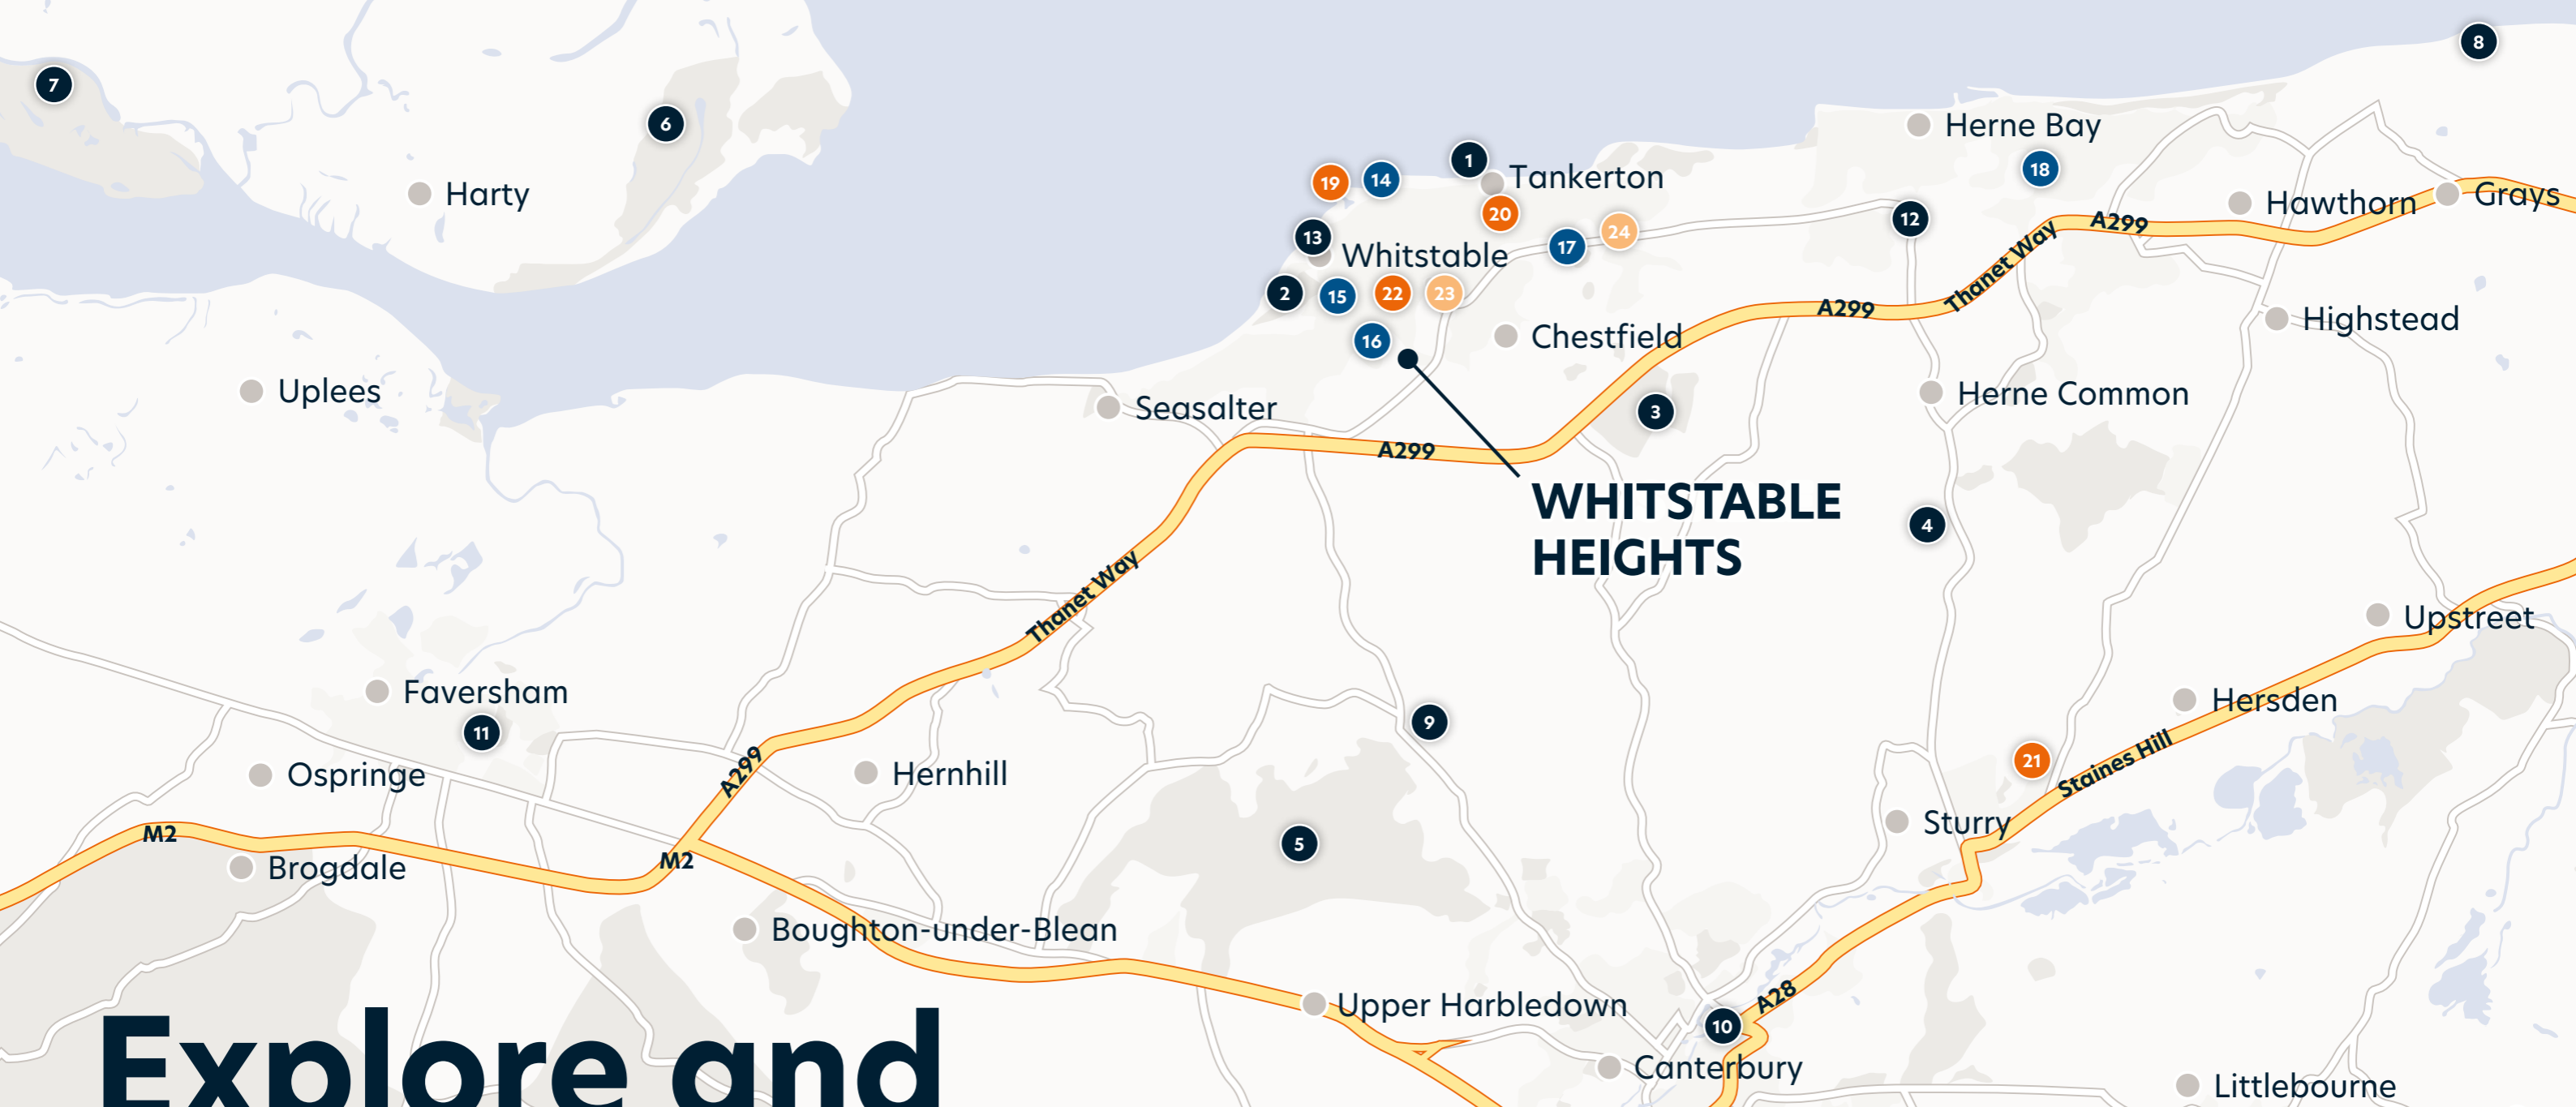 8
7
6
Herne Bay
1
Tankerton
18
19
14
Harty
20
Hawthorn
Grays
12
A299
24
13
17
Whitstable
Thanet Way
2
15
22
23
A299
Highstead
Chestfield
16
Uplees
Herne Common
Seasalter
3
A299
WHITSTABLE
HEIGHTS
4
Thanet Way
Upstreet
Faversham
Hersden
9
11
Staines Hill
21
A299
Hernhill
Ospringe
Sturry
M2
5
M2
Brogdale
Boughton-under-Blean
A28
Upper Harbledown
10
Explore and
Canterbury
Littlebourne